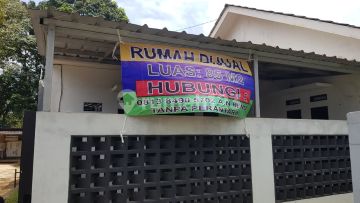 RUMAH DIJUAL
LUAS: 85 M2
HUBUNGI :
TANPA PERANTARA